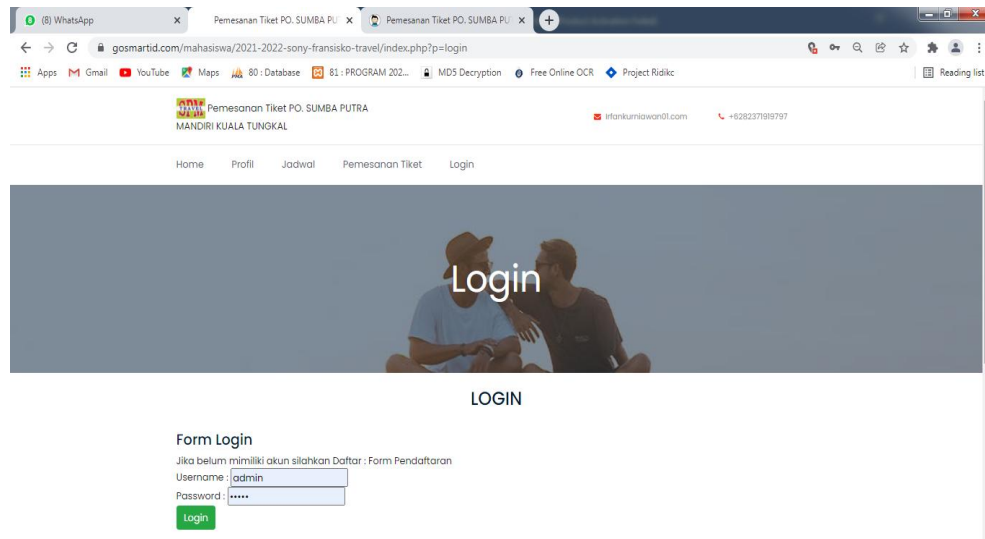 (8) WhatsApp
Pemesanan Tiket PO. SUMBA PU
Pemesanan Tiket PO. SUMBA PU
gosmartid.com/mahasiswa/2021-2022-sony-fransisko-travel/index.php?p=login
Apps Gmail YouTube Maps 80 : Database 81 : PROGRAM 202... MD5 Decryption Free Online OCR Project Ridikc Reading list
SPM TRAVEL Pemesanan Tiket PO. SUMBA PUTRA
MANDIRI KUALA TUNGKAL
irfankurniawan01.com +6282371919797
Home Profil Jadwal Pemesanan Tiket Login
Login
LOGIN
Form Login
Jika belum mimiliki akun silahkan Daftar : Form Pendaftaran
Username : admin
Password : •••••
Login